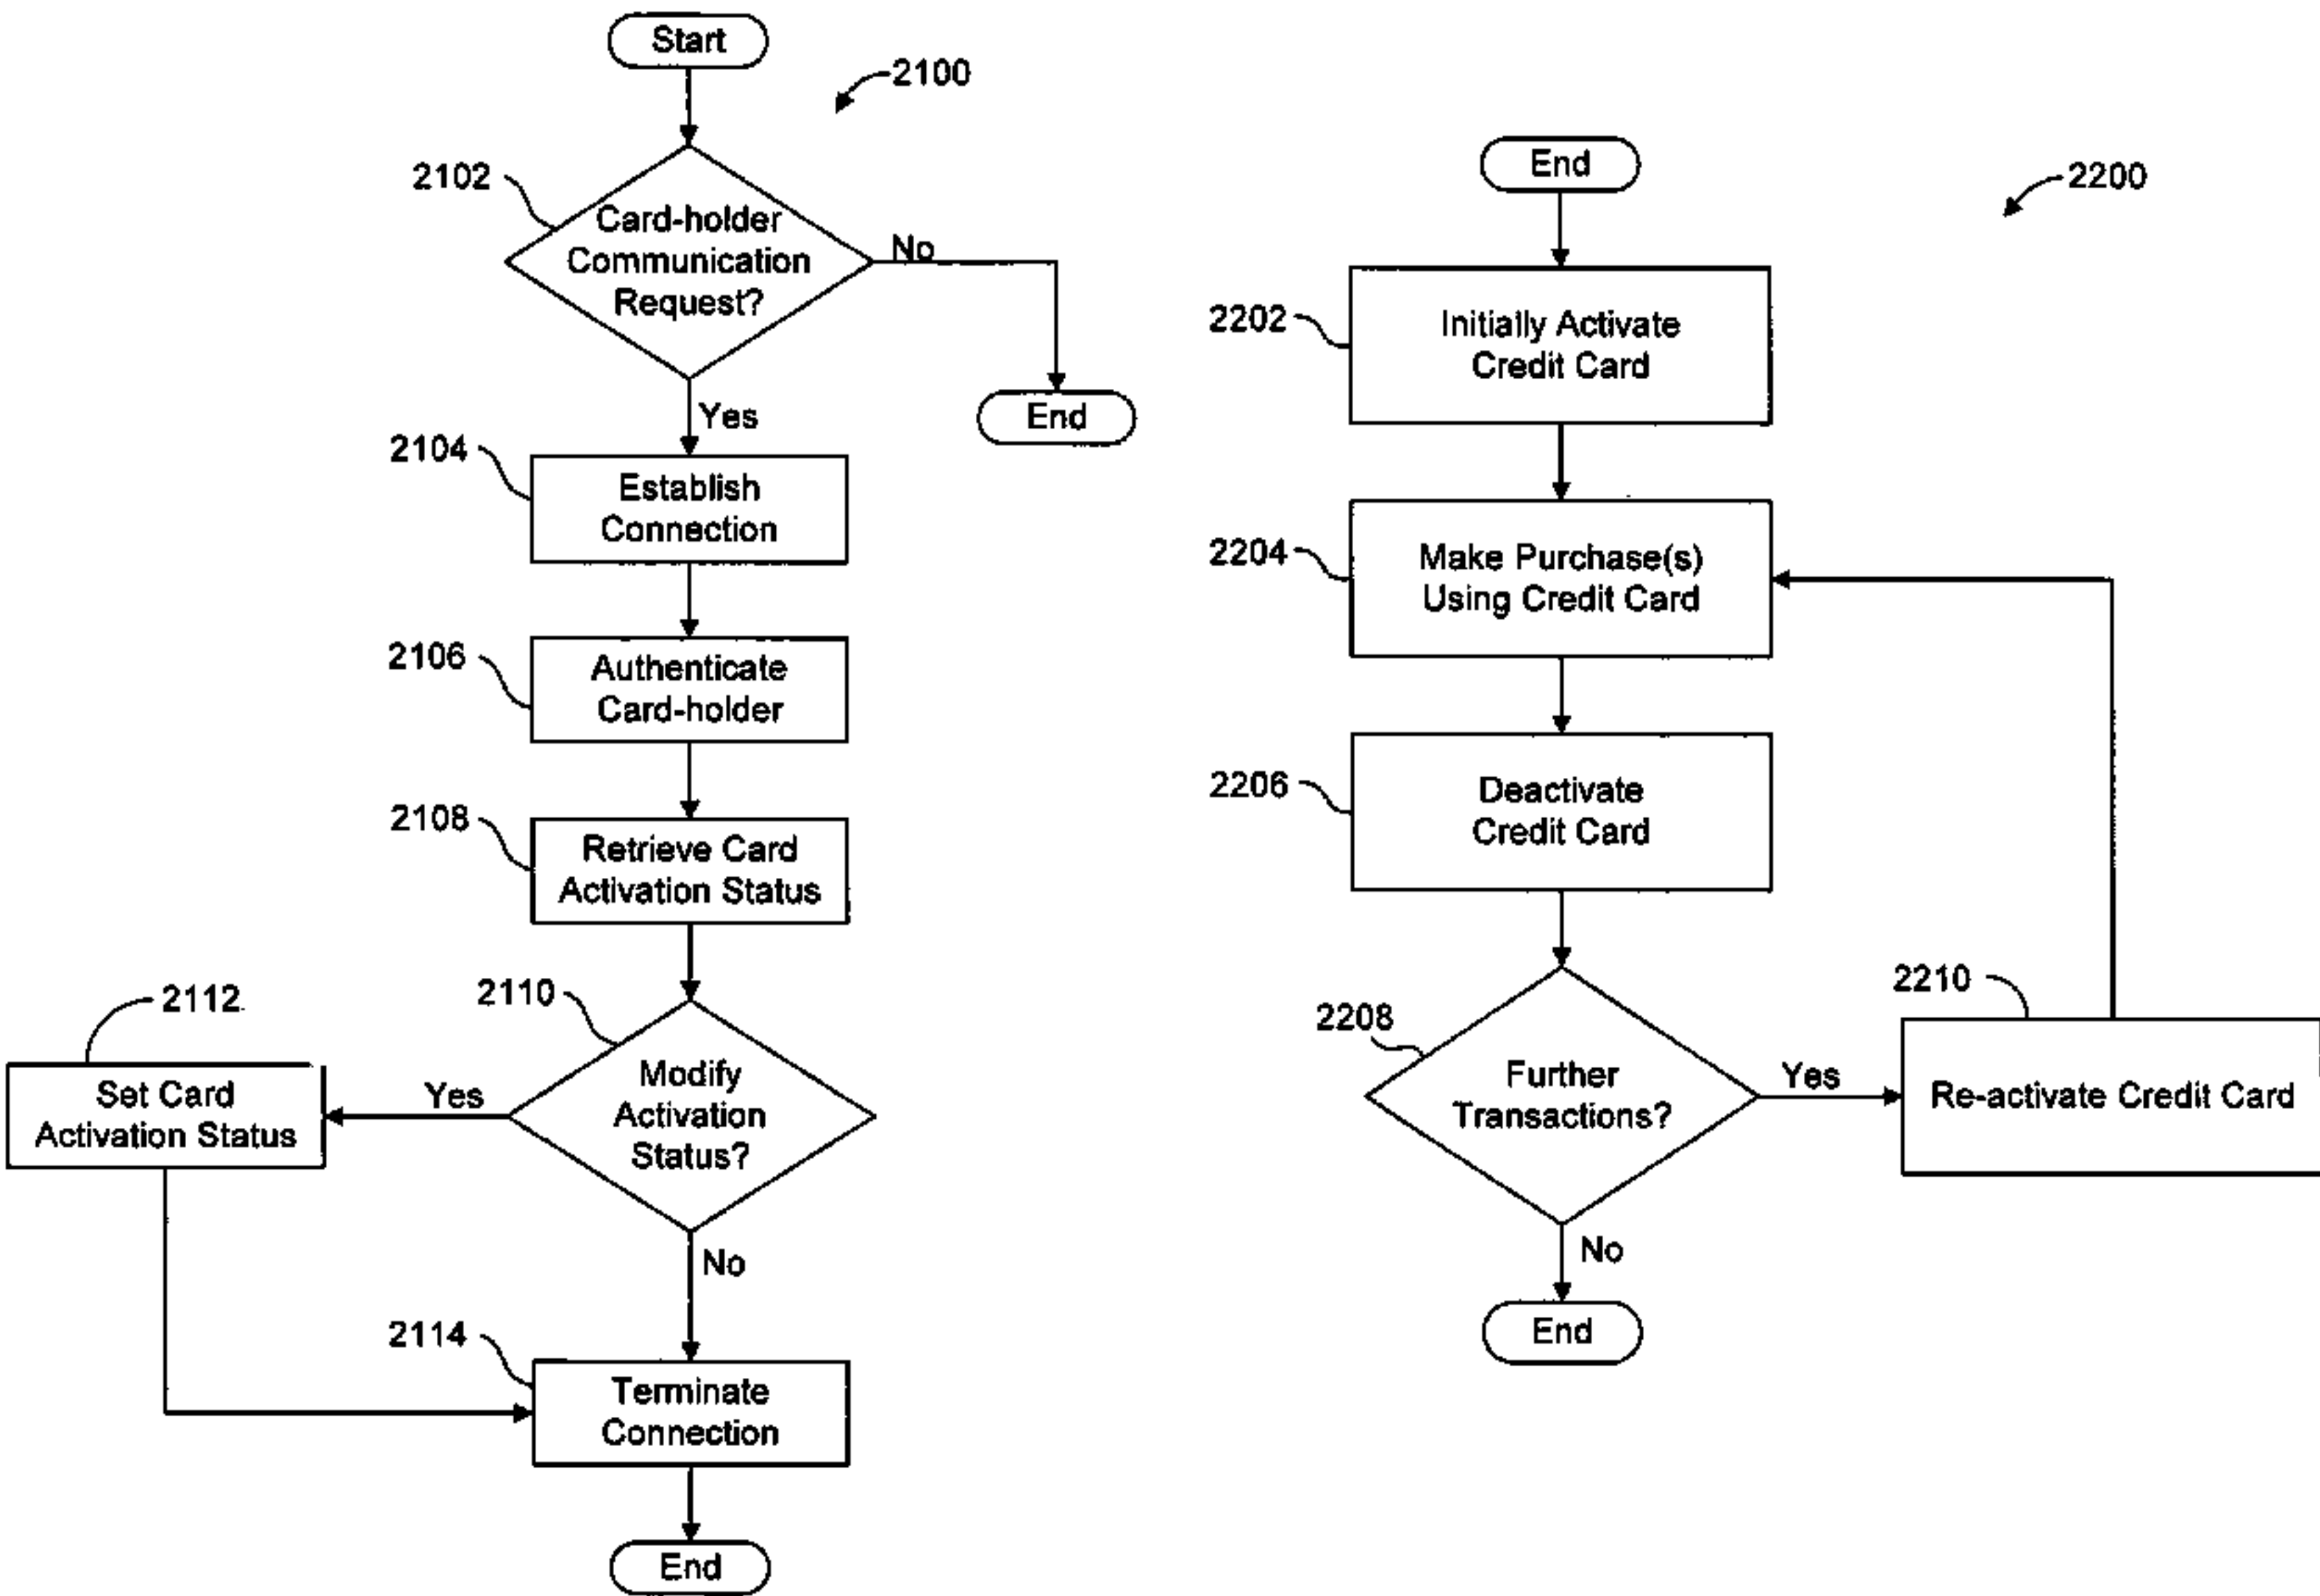 Start
2100
2102
Card-holder
Communication
Request?
No
End
Yes
2104
Establish
Connection
2106
Authenticate
Card-holder
2108
Retrieve Card
Activation Status
2110
Modify
Activation
Status?
Yes
2112
Set Card
Activation Status
No
2114
Terminate
Connection
End
End
2200
2202
Initially Activate
Credit Card
2204
Make Purchase(s)
Using Credit Card
2206
Deactivate
Credit Card
2208
Further
Transactions?
Yes
2210
Re-activate Credit Card
No
End